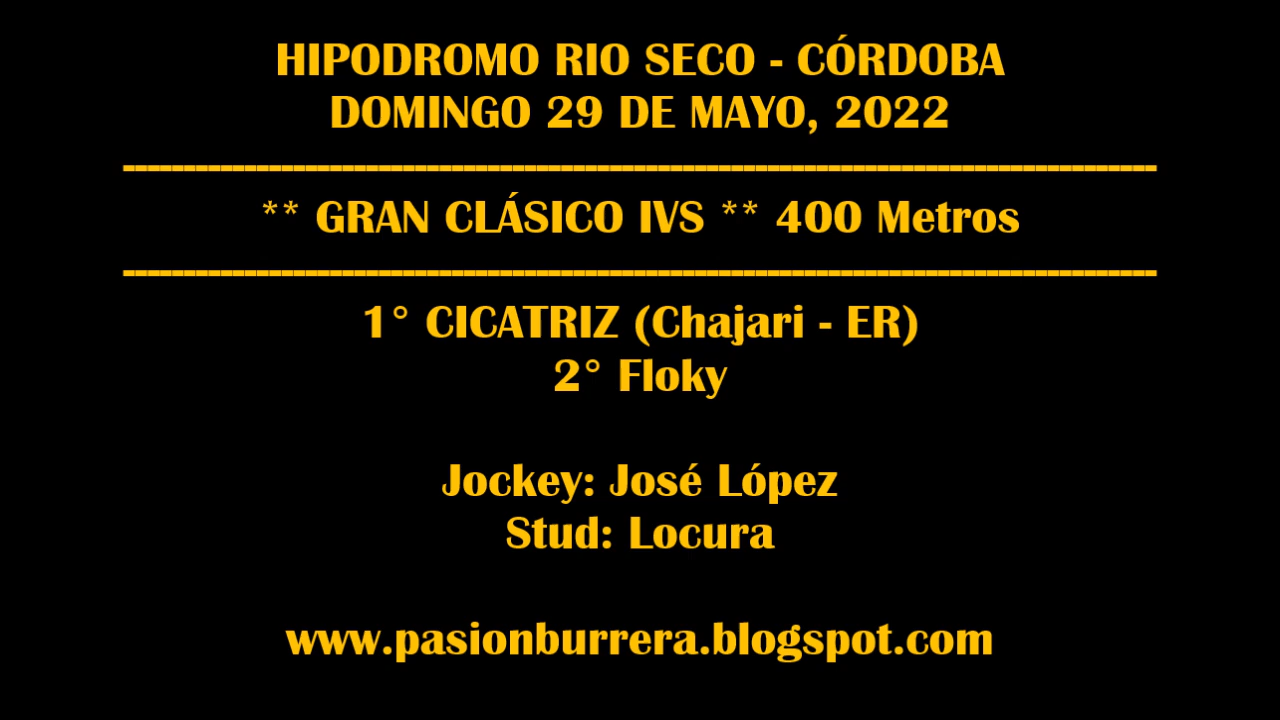 HIPODROMO RIO SECO - CÓRDOBA
DOMINGO 29 DE MAYO, 2022
-------------------------------------------------------------------------------------
** GRAN CLÁSICO IVS ** 400 Metros
-------------------------------------------------------------------------------------
1° CICATRIZ (Chajari - ER)
2° Floky
Jockey: José López
Stud: Locura
www.pasionburrera.blogspot.com